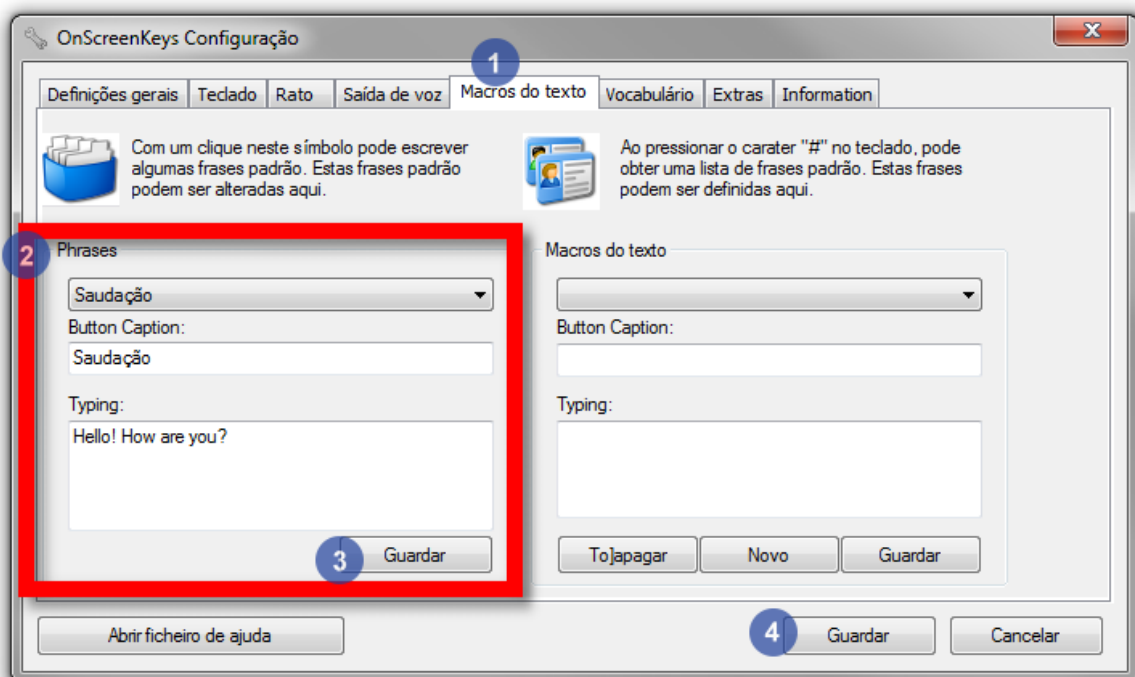 OnScreenKeys Configuração
1
Definições gerais Teclado Rato Saída de voz Macros do texto Vocabulário Extras Information
Com um clique neste símbolo pode escrever
algumas frases padrão. Estas frases padrão
podem ser alteradas aqui.
Ao pressionar o carater "#" no teclado, pode
obter uma lista de frases padrão. Estas frases
podem ser definidas aqui.
2
Phrases
Saudação
Button Caption:
Saudação
Typing:
Hello! How are you?
3
Guardar
Macros do texto
Button Caption:
Typing:
To]apagar
Novo
Guardar
Abrir ficheiro de ajuda
4
Guardar
Cancelar